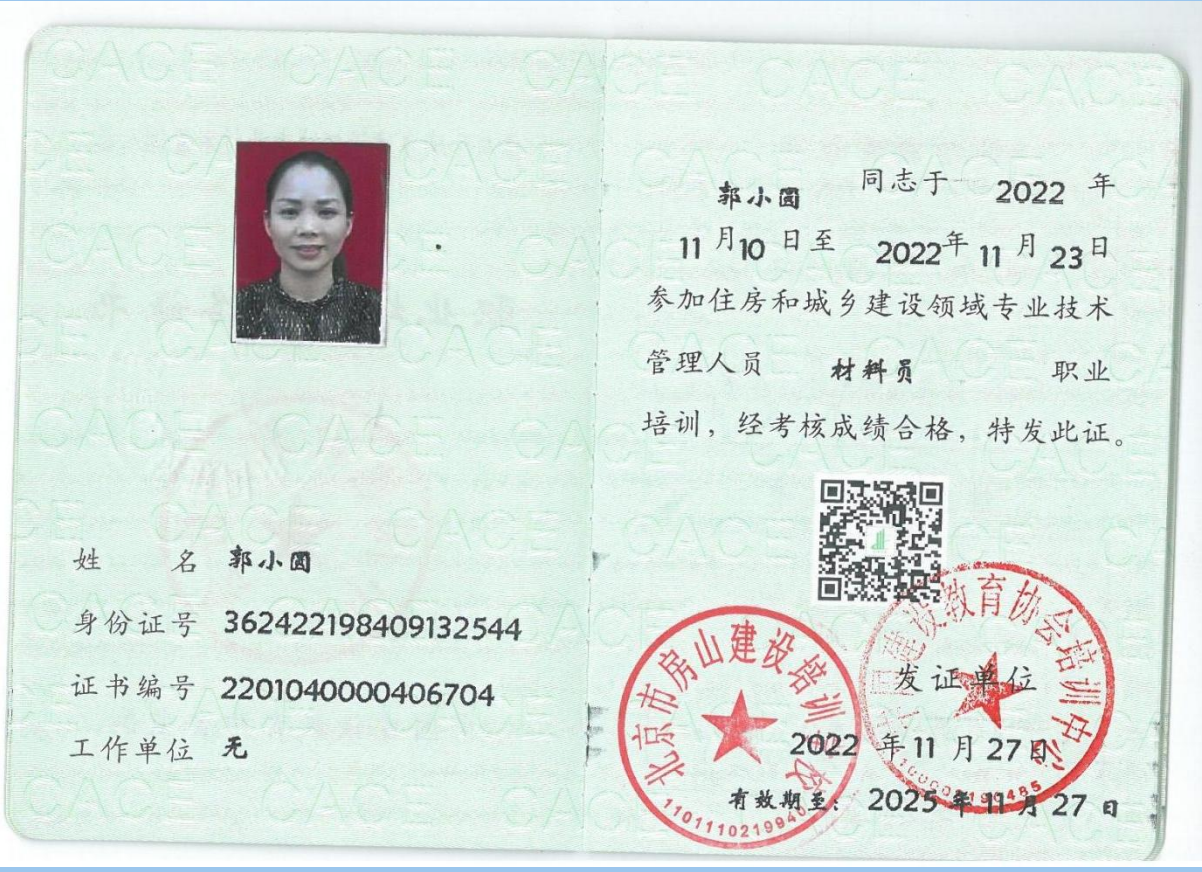 姓 名 郭小圆
身份证号 362422198409132544
证书编号 2201040000406704
工作单位 无
郭小圆 同志于 2022 年
11 月 10 日至 2022 年 11 月 23 日
参加住房和城乡建设领域专业技术
管理人员 材料员 职业
培训，经考核成绩合格，特发此证。
北京市房山建设培训学校
中国建设教育协会培训中心
发证单位
2022 年 11 月 27 日
有效期至： 2025 年 11 月 27 日
CACE